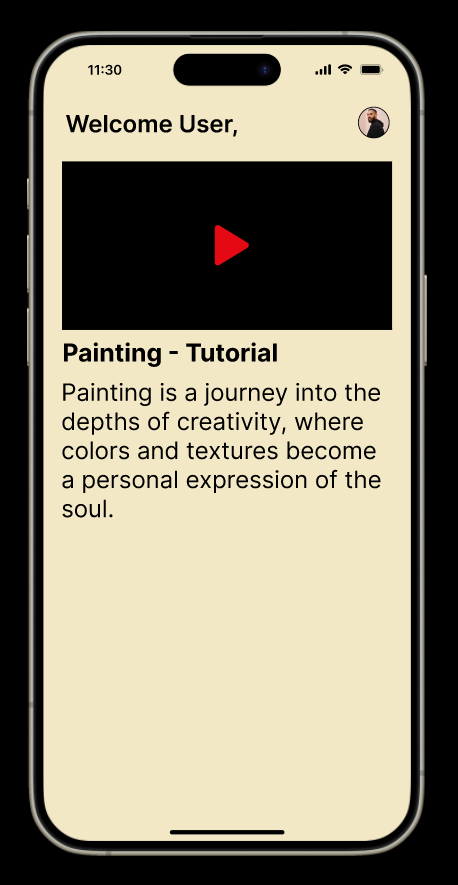 11:30
Welcome User,
Painting - Tutorial
Painting is a journey into the
depths of creativity, where
colors and textures become
a personal expression of the
soul.